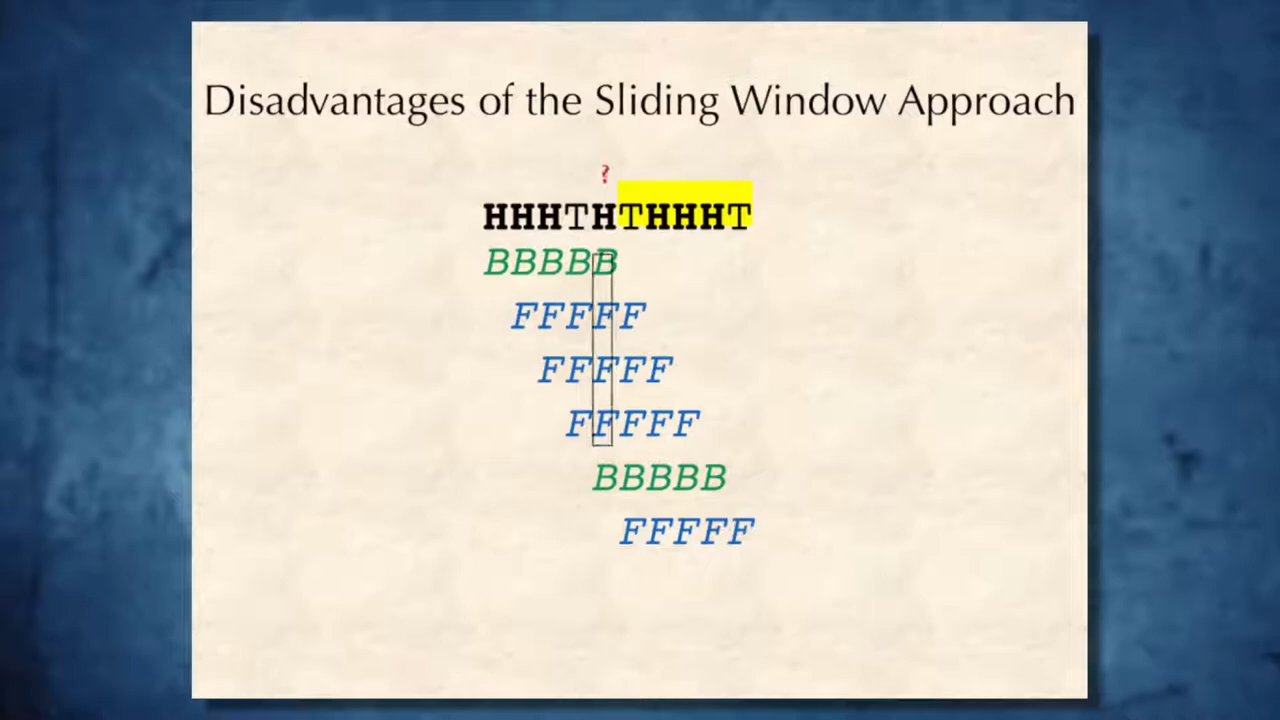 Disadvantages of the Sliding Window Approach
?
HHHTHTHHHT
BBBBB
FFFFF
FFFFF
FFFFF
BBBBB
FFFFF